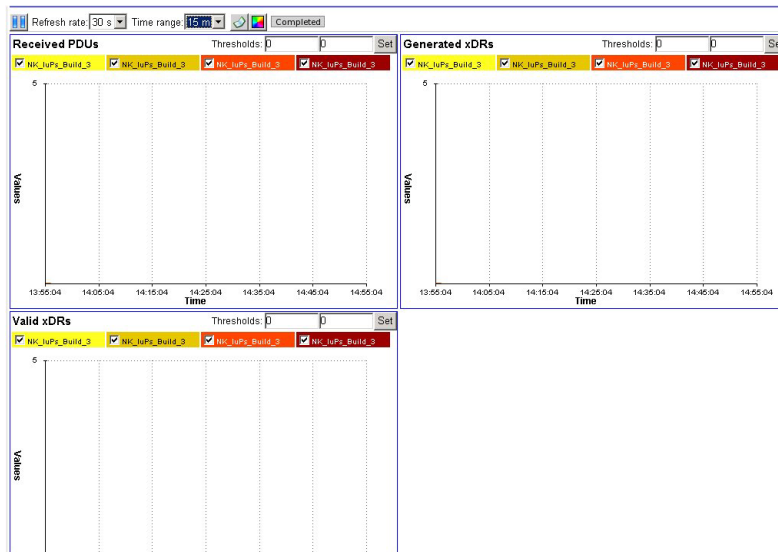 Refresh rate: 30 s Time range: 15 m Completed
Received PDUs Thresholds: 0 0 Set
NK_IuPs_Build_3 NK_IuPs_Build_3 NK_IuPs_Build_3 NK_IuPs_Build_3
5
Values
13:55:04 14:05:04 14:15:04 14:25:04 14:35:04 14:45:04 14:55:04
Time
Generated xDRs Thresholds: 0 0 Se
NK_IuPs_Build_3 NK_IuPs_Build_3 NK_IuPs_Build_3 NK_IuPs_Build_3
5
Values
13:55:04 14:05:04 14:15:04 14:25:04 14:35:04 14:45:04 14:55:04
Time
Valid xDRs Thresholds: 0 0 Set
NK_IuPs_Build_3 NK_IuPs_Build_3 NK_IuPs_Build_3 NK_IuPs_Build_3
5
Values